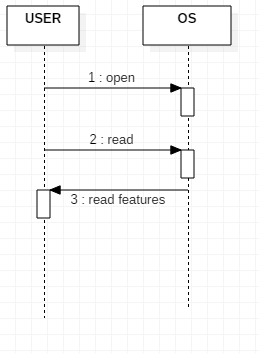 USER
OS
1 : open
2 : read
3 : read features